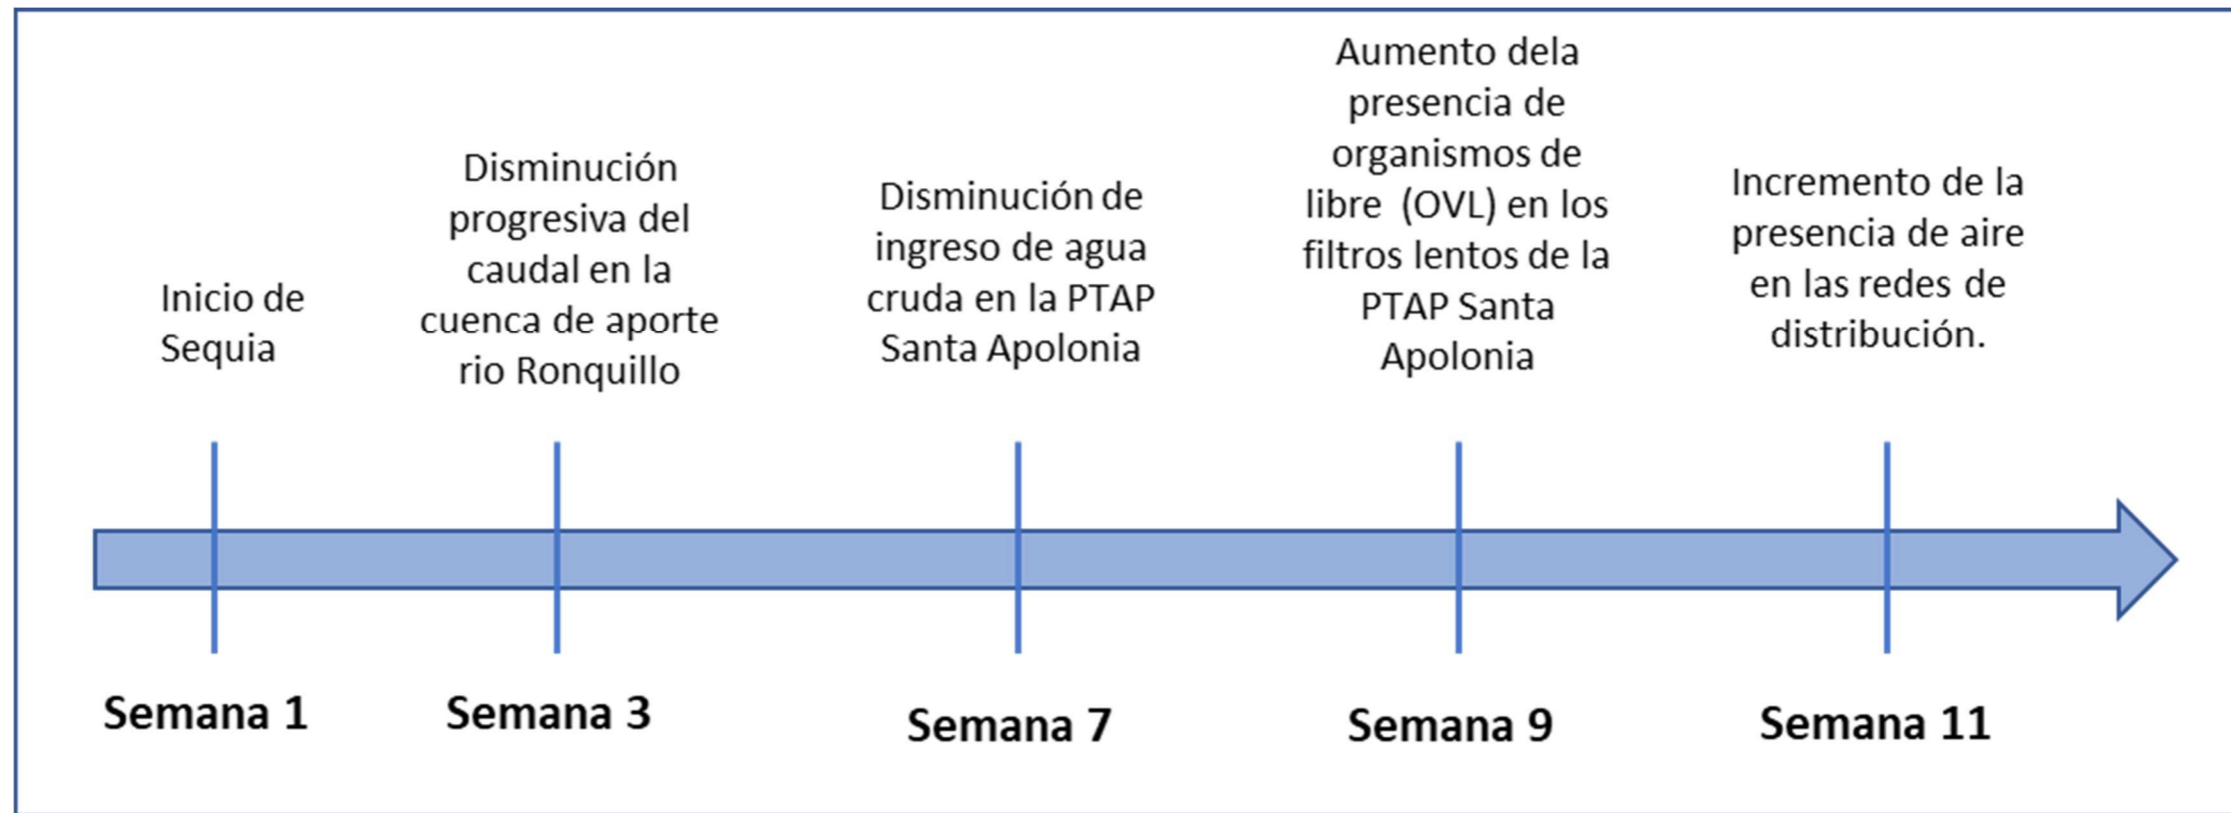 Inicio de
Sequia
Disminución
progresiva del
caudal en la
cuenca de aporte
rio Ronquillo
Disminución de
ingreso de agua
cruda en la PTAP
Santa Apolonia
Aumento dela
presencia de
organismos de
libre (OVL) en los
filtros lentos de la
PTAP Santa
Apolonia
Incremento de la
presencia de aire
en las redes de
distribución.
Semana 1
Semana 3
Semana 7
Semana 9
Semana 11